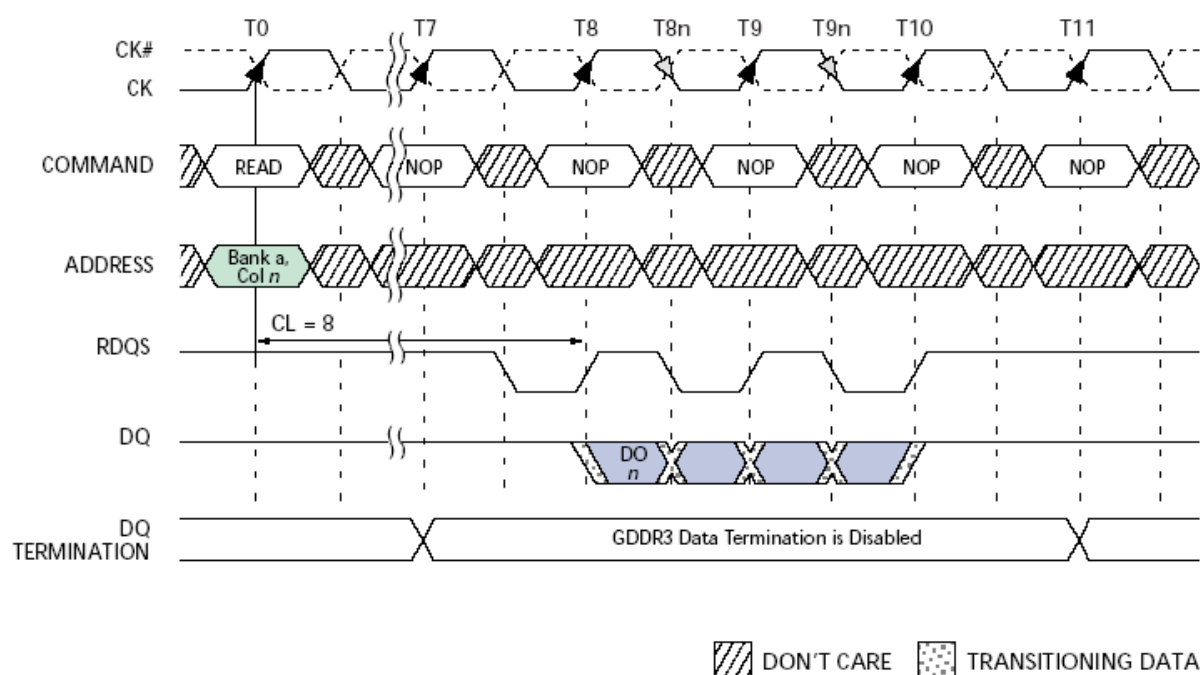 T0 T7 T8 T8n T9 T9n T10 T11
CK#
CK
COMMAND READ NOP NOP NOP NOP NOP
ADDRESS Bank a,
Col n
CL = 8
RDQS
DQ DO
n
DQ
TERMINATION GDDR3 Data Termination is Disabled
DON'T CARE TRANSITIONING DATA